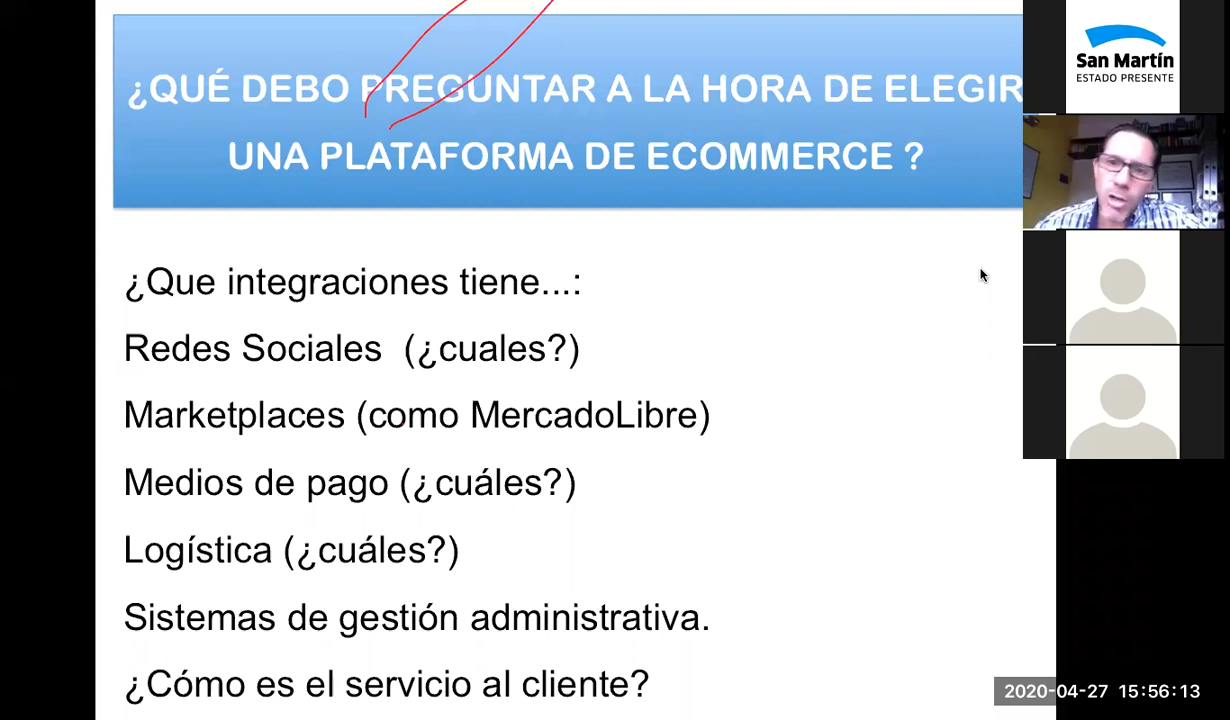 ¿QUÉ DEBO PREGUNTAR A LA HORA DE ELEGIR
UNA PLATAFORMA DE ECOMMERCE ?
¿Que integraciones tiene...:
Redes Sociales (¿cuales?)
Marketplaces (como MercadoLibre)
Medios de pago (¿cuáles?)
Logística (¿cuáles?)
Sistemas de gestión administrativa.
¿Cómo es el servicio al cliente?
San Martín
ESTADO PRESENTE
2020-04-27 15:56:13